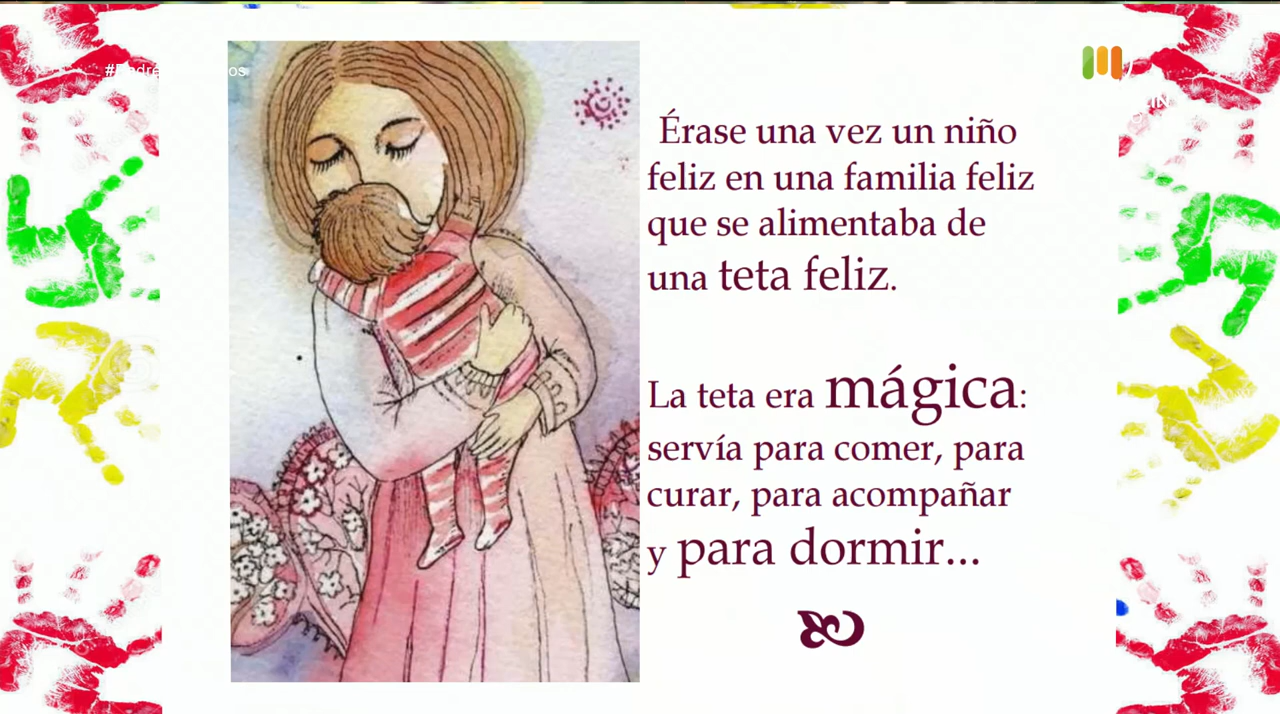 Érase una vez un niño
feliz en una familia feliz
que se alimentaba de
una teta feliz.
La teta era mágica:
servía para comer, para
curar, para acompañar
y para dormir...